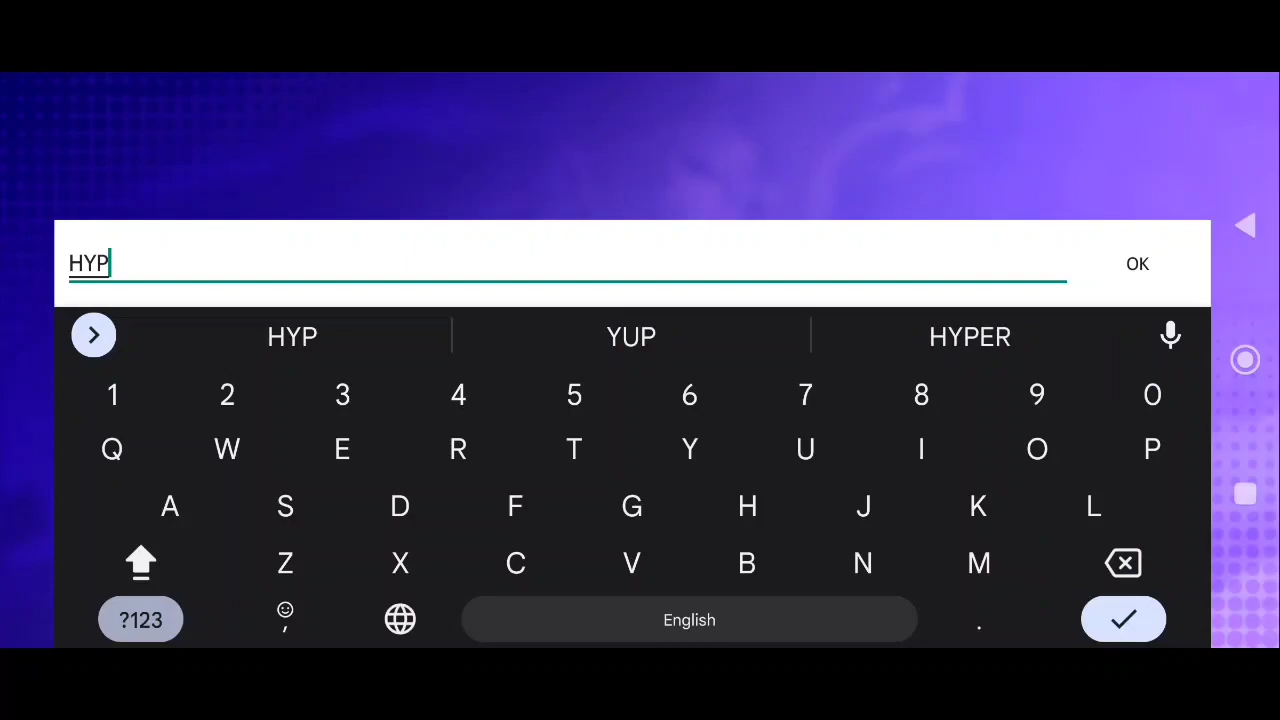 HYP
OK
HYP YUP HYPER
1 2 3 4 5 6 7 8 9 0
Q W E R T Y U I O P
A S D F G H J K L
Z X C V B N M
?123 , English .